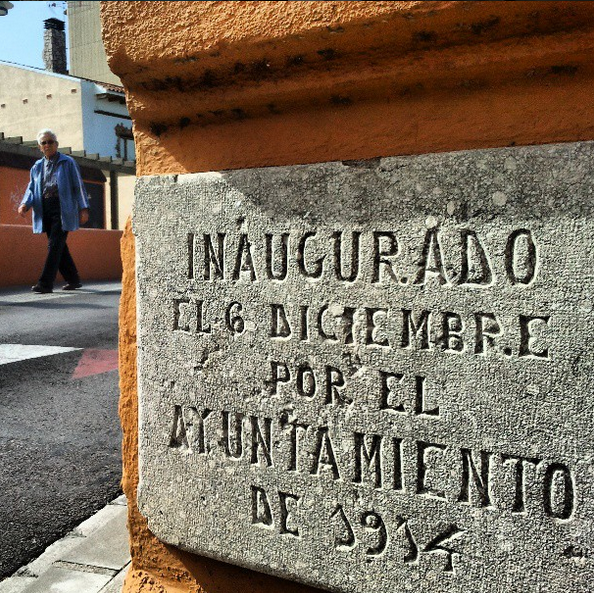 INAUGURADO
EL 6 DICIEMBRE
POR EL
AYUNTAMIENTO
DE 1914